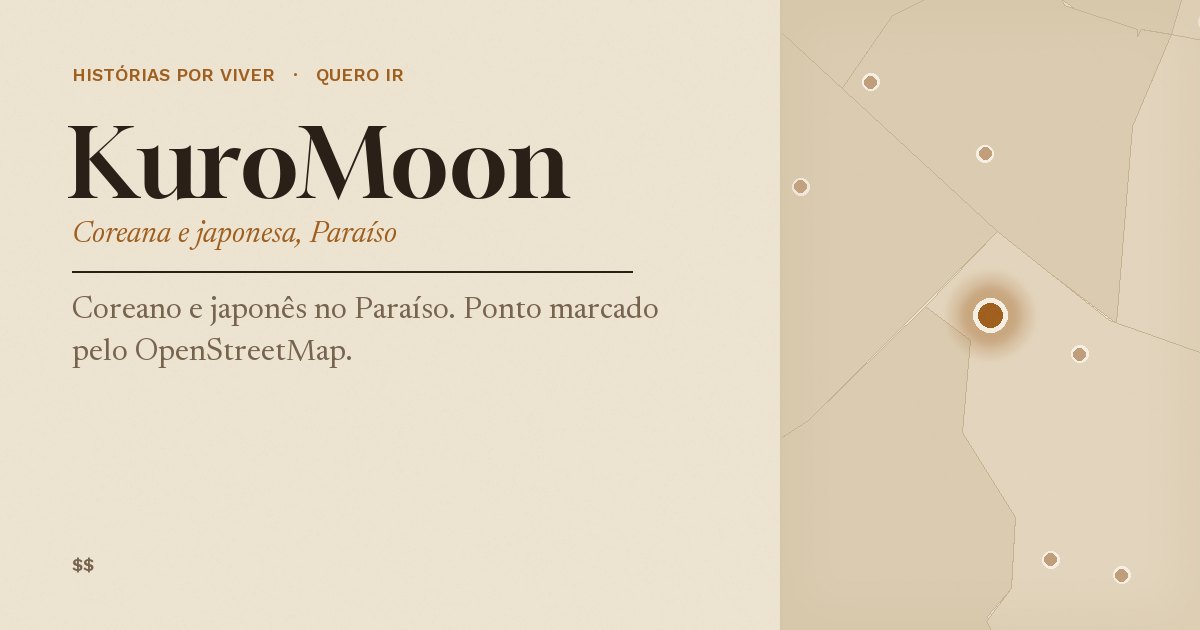 HISTÓRIAS POR VIVER · QUERO IR
KuroMoon
Coreana e japonesa, Paraíso
Coreano e japonês no Paraíso. Ponto marcado
pelo OpenStreetMap.
$$